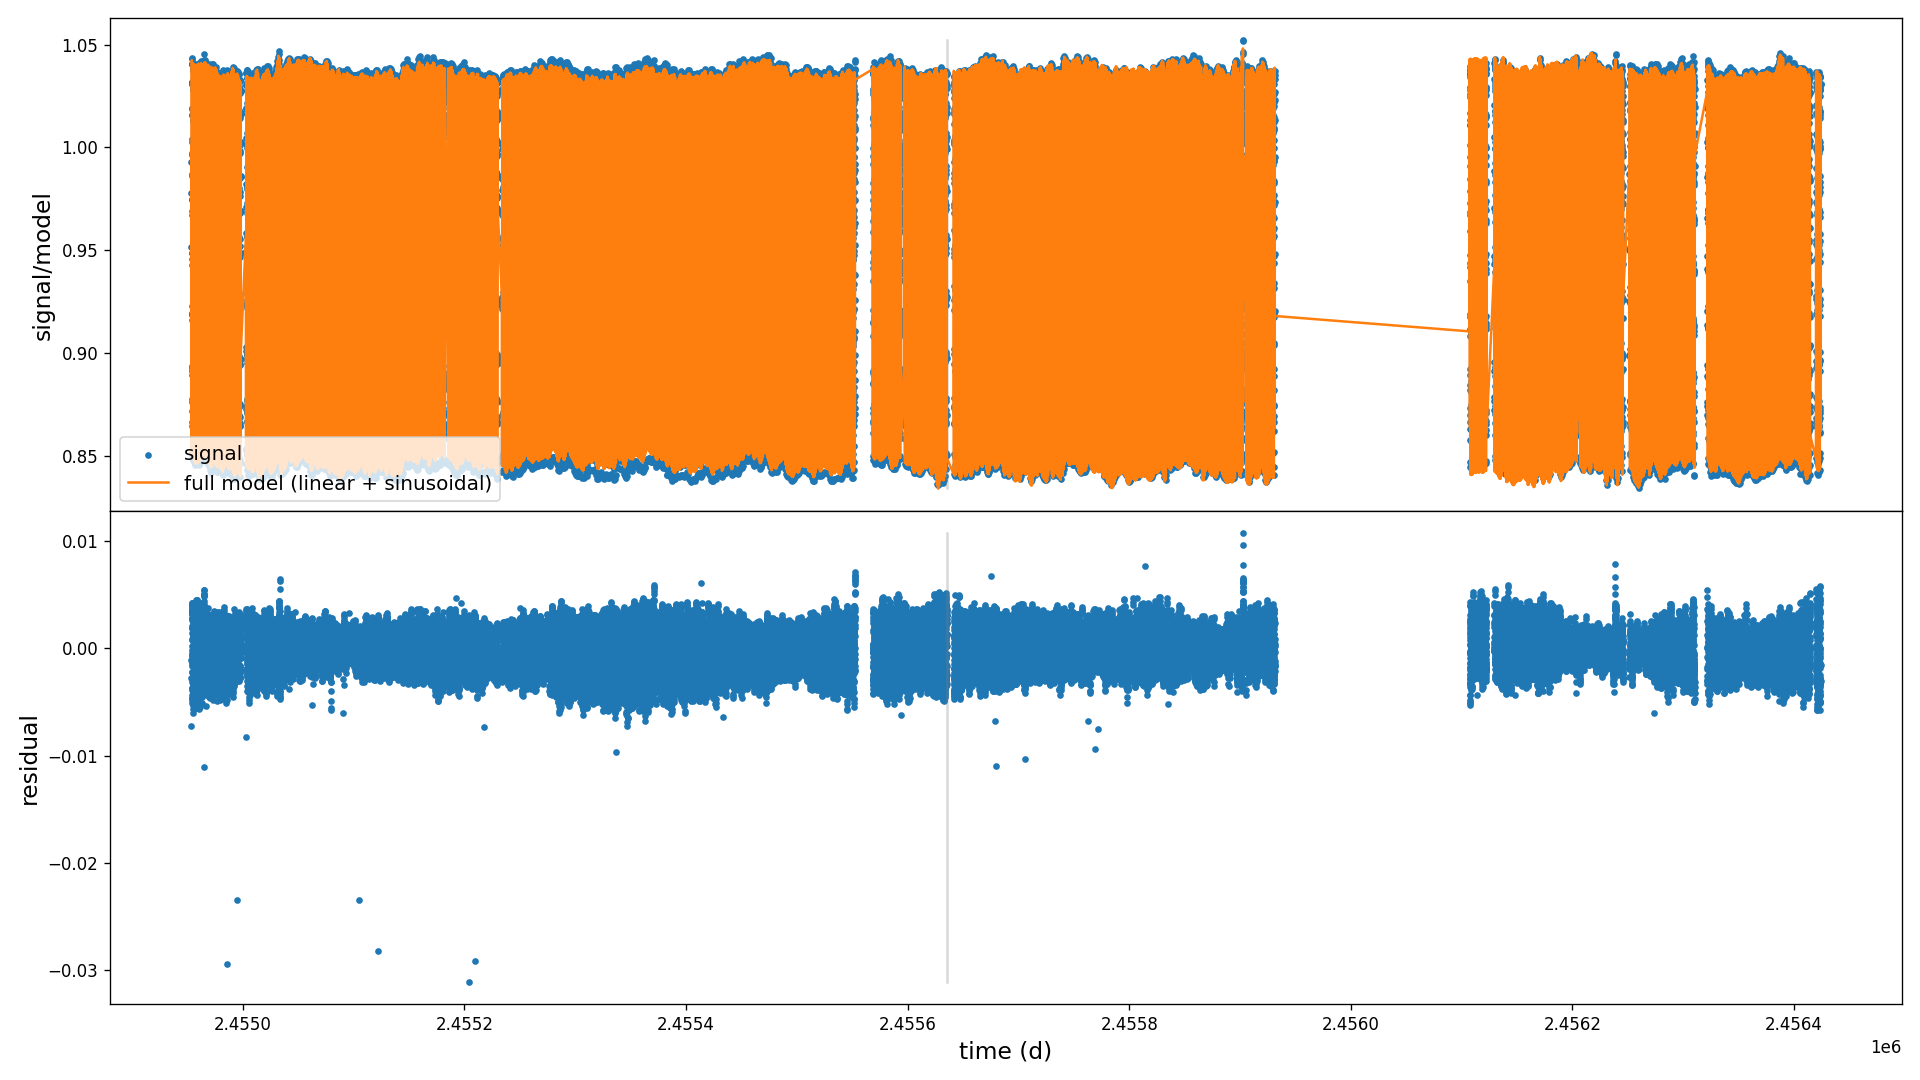 1.05
1.00
0.95
0.90
0.85
signal/model
signal
full model (linear + sinusoidal)
0.01
0.00
−0.01
−0.02
−0.03
residual
2.4550 2.4552 2.4554 2.4556 2.4558 2.4560 2.4562 2.4564
time (d)
1e6